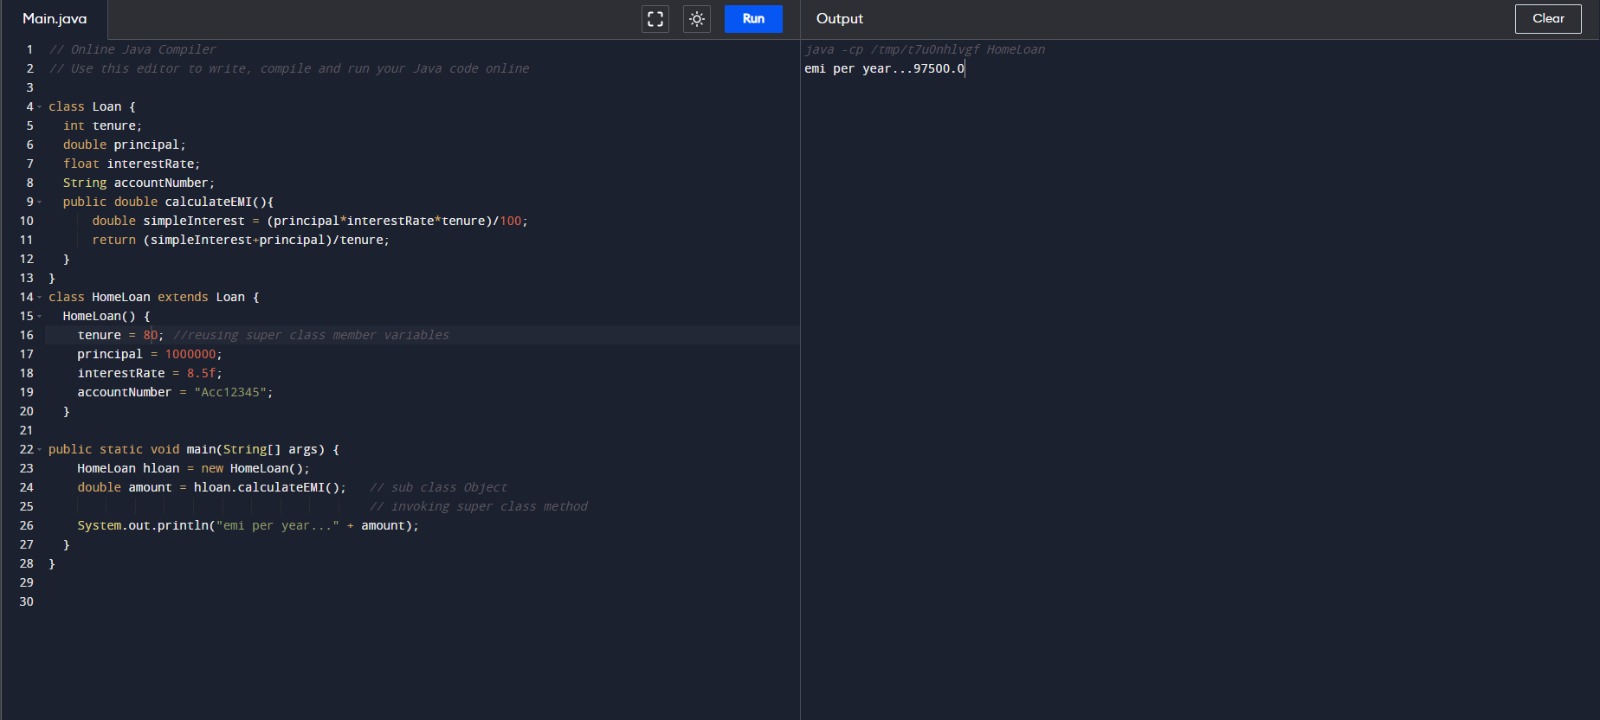 Main.java
Run
Output
Clear
1 // Online Java Compiler
2 // Use this editor to write, compile and run your Java code online
3
4 class Loan {
5 int tenure;
6 double principal;
7 float interestRate;
8 String accountNumber;
9 public double calculateEMI(){
10 double simpleInterest = (principal*interestRate*tenure)/100;
11 return (simpleInterest+principal)/tenure;
12 }
13 }
14 class HomeLoan extends Loan {
15 HomeLoan() {
16 tenure = 80; //reusing super class member variables
17 principal = 1000000;
18 interestRate = 8.5f;
19 accountNumber = "Acc12345";
20 }
21
22 public static void main(String[] args) {
23 HomeLoan hloan = new HomeLoan();
24 double amount = hloan.calculateEMI(); // sub class Object
25 // invoking super class method
26 System.out.println("emi per year..." + amount);
27 }
28 }
29
30
java -cp /tmp/t7u0nhlvgf HomeLoan
emi per year...97500.0